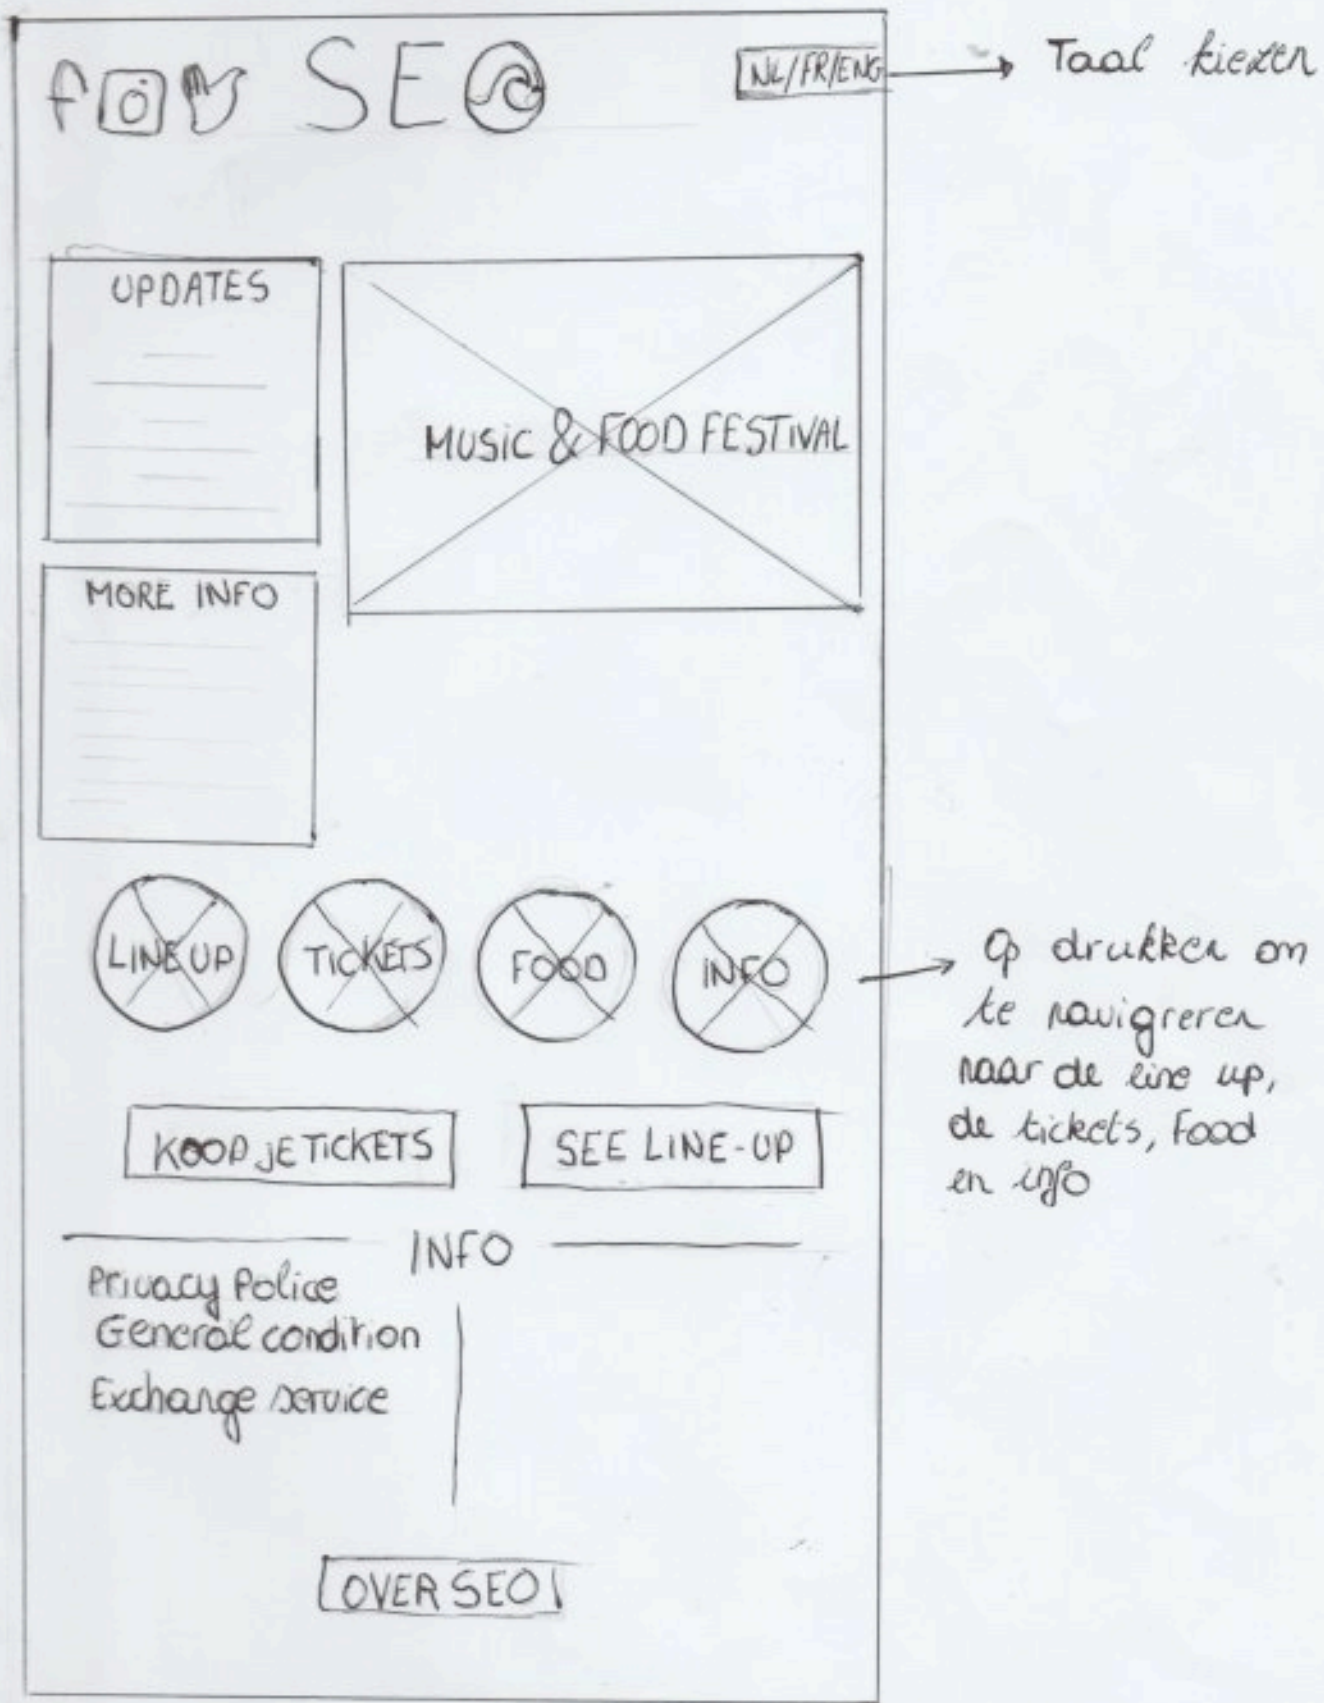 SEO
NL/FR/ENG
Taal kiezen
UPDATES
MUSIC & FOOD FESTIVAL
MORE INFO
LINE UP
TICKETS
FOOD
INFO
Op drukken om
te navigreren
naar de line up,
de tickets, Food
en info
KOOP JE TICKETS
SEE LINE-UP
INFO
Privacy Police
General condition
Exchange service
OVER SEO